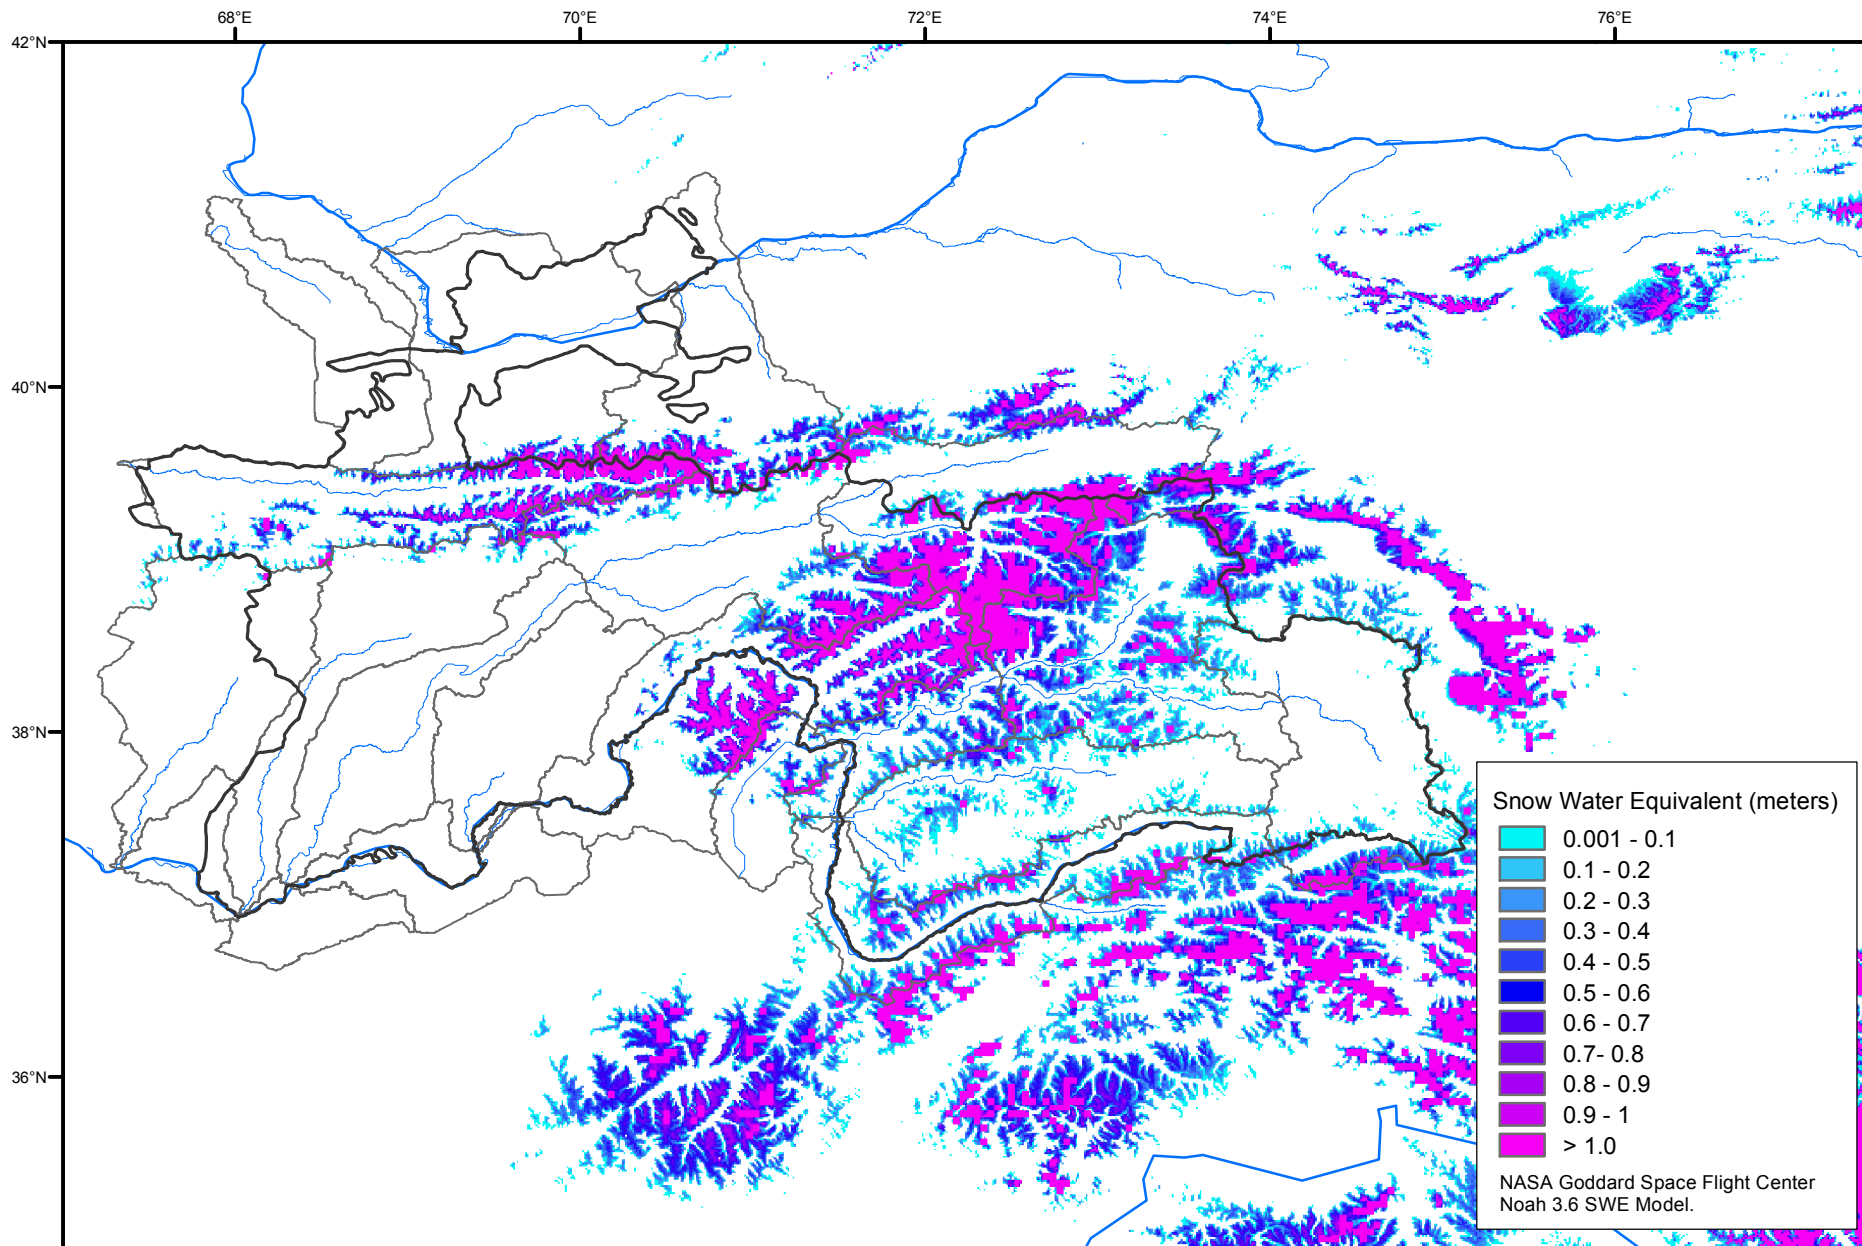 68°E 70°E 72°E 74°E 76°E
42°N
40°N
38°N
36°N
Snow Water Equivalent (meters)
0.001 - 0.1
0.1 - 0.2
0.2 - 0.3
0.3 - 0.4
0.4 - 0.5
0.5 - 0.6
0.6 - 0.7
0.7- 0.8
0.8 - 0.9
0.9 - 1
> 1.0
NASA Goddard Space Flight Center
Noah 3.6 SWE Model.